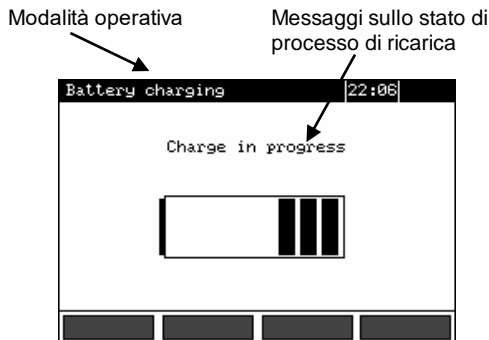 Modalità operativa
Messaggi sullo stato di
processo di ricarica
Battery charging 22:06
Charge in progress